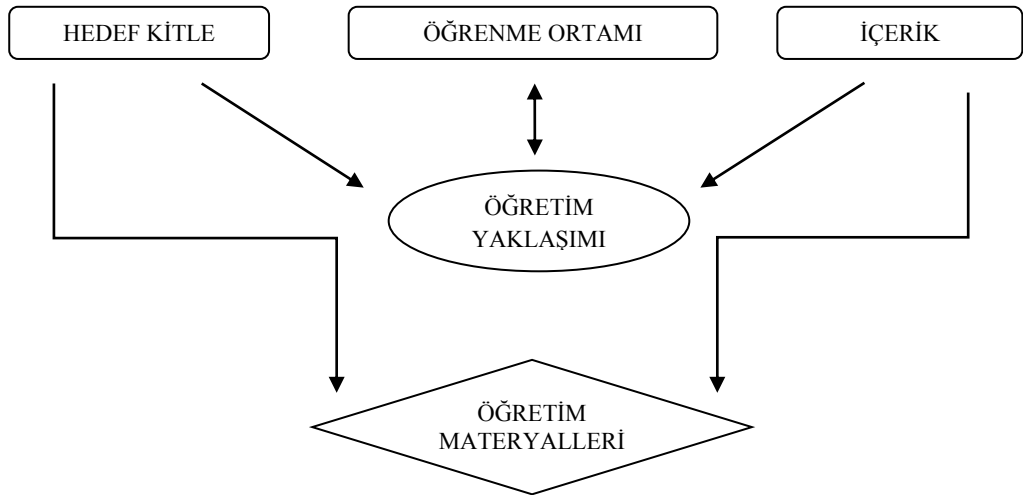 HEDEF KİTLE
ÖĞRENME ORTAMI
İÇERİK
ÖĞRETİM
YAKLAŞIMI
ÖĞRETİM
MATERYALLERİ